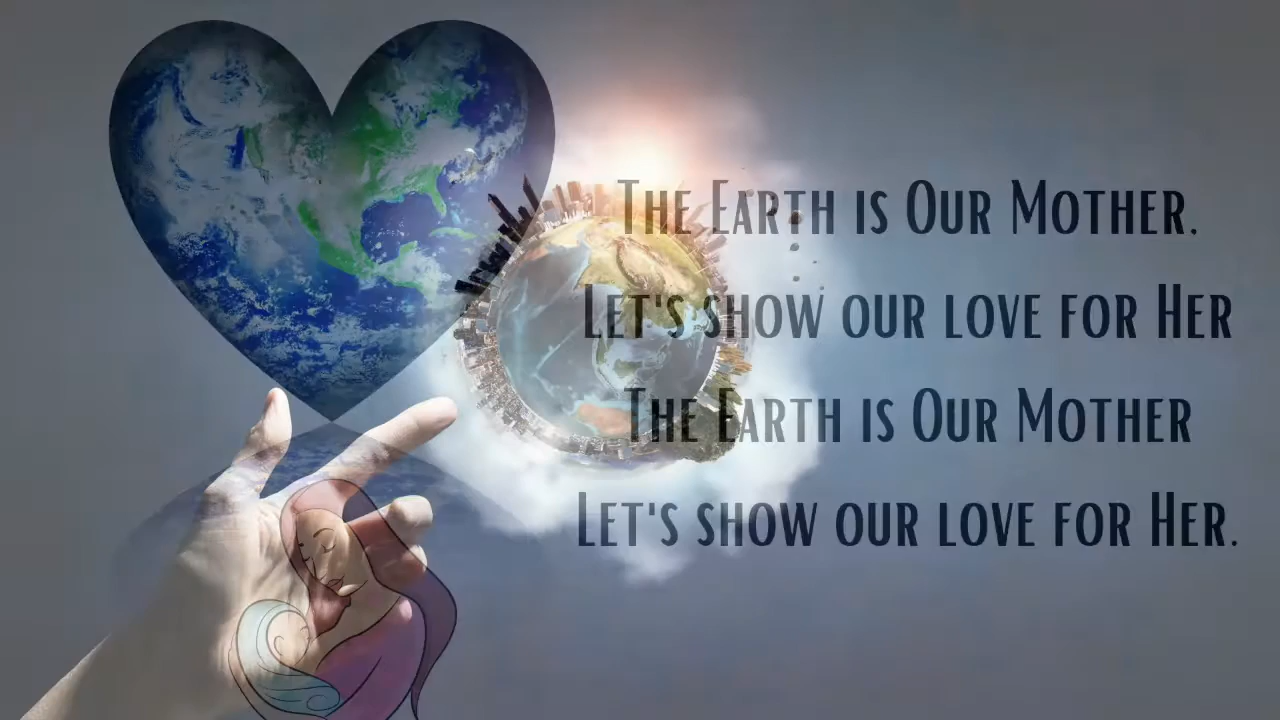 The Earth is Our Mother.
Let's show our love for Her
The Earth is Our Mother
Let's show our love for Her.